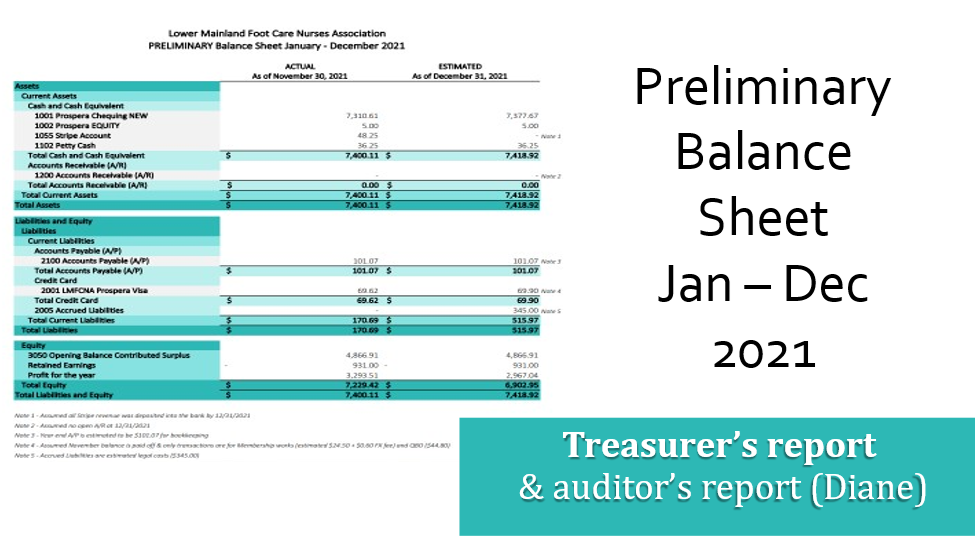 Lower Mainland Foot Care Nurses Association
PRELIMINARY Balance Sheet January - December 2021
ACTUAL ESTIMATED
As of November 30, 2021 As of December 31, 2021
Assets
Current Assets
Cash and Cash Equivalent
1001 Prospera Chequing NEW 7,310.61 7,377.67
1002 Prospera EQUITY 5.00 5.00
1055 Stripe Account 48.25 - Note 1
1102 Petty Cash 36.25 36.25
Total Cash and Cash Equivalent $ 7,400.11 $ 7,418.92
Accounts Receivable (A/R)
1200 Accounts Receivable (A/R) - - Note 2
Total Accounts Receivable (A/R) $ 0.00 $ 0.00
Total Current Assets $ 7,400.11 $ 7,418.92
Total Assets $ 7,400.11 $ 7,418.92
Liabilities and Equity
Liabilities
Current Liabilities
Accounts Payable (A/P)
2100 Accounts Payable (A/P) 101.07 101.07 Note 3
Total Accounts Payable (A/P) $ 101.07 $ 101.07
Credit Card
2001 LMFCNA Prospera Visa 69.62 69.90 Note 4
Total Credit Card $ 69.62 $ 69.90
2005 Accrued Liabilities - 345.00 Note 5
Total Current Liabilities $ 170.69 $ 515.97
Total Liabilities $ 170.69 $ 515.97
Equity
3050 Opening Balance Contributed Surplus 4,866.91 4,866.91
Retained Earnings - 931.00 - 931.00
Profit for the year 3,293.51 2,967.04
Total Equity $ 7,229.42 $ 6,902.95
Total Liabilities and Equity $ 7,400.11 $ 7,418.92
Note 1 - Assumed all Stripe revenue was deposited into the bank by 12/31/2021
Note 2 - Assumed no open A/R at 12/31/2021
Note 3 - Year end A/P is estimated to be $101.07 for bookkeeping
Note 4 - Assumed November balance is paid off & only transactions are for Membership works (estimated $24.50 + $0.60 FX fee) and QBO ($44.80)
Note 5 - Accrued Liabilities are estimated legal costs ($345.00)
Preliminary
Balance
Sheet
Jan – Dec
2021
Treasurer's report
& auditor's report (Diane)